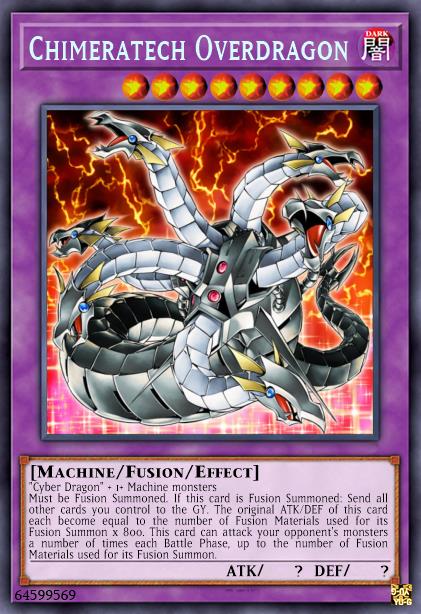 CHIMERATECH OVERDRAGON
DARK
闇
[MACHINE/FUSION/EFFECT]
"Cyber Dragon" + 1+ Machine monsters
Must be Fusion Summoned. If this card is Fusion Summoned: Send all
other cards you control to the GY. The original ATK/DEF of this card
each become equal to the number of Fusion Materials used for its
Fusion Summon x 800. This card can attack your opponent's monsters
a number of times each Battle Phase, up to the number of Fusion
Materials used for its Fusion Summon.
ATK/ ? DEF/ ?
64599569